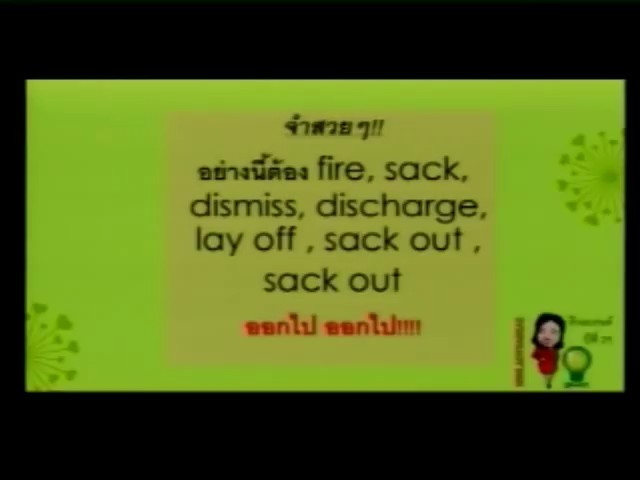 จำสวยๆ!!
อย่างนี้ต้อง fire, sack,
dismiss, discharge,
lay off , sack out ,
sack out
ออกไป ออกไป!!!!